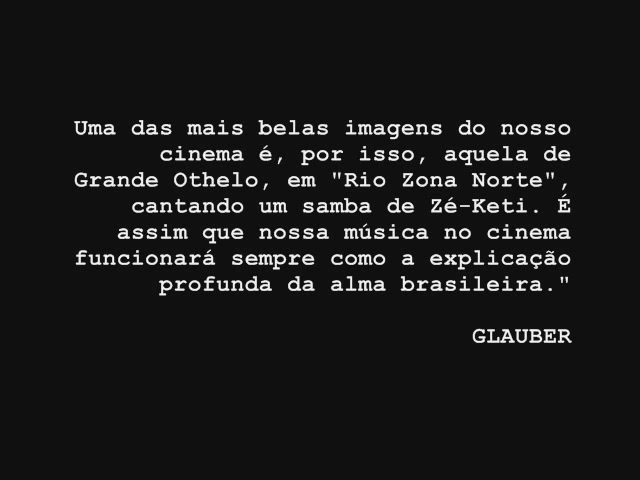 Uma das mais belas imagens do nosso
cinema é, por isso, aquela de
Grande Othelo, em "Rio Zona Norte",
cantando um samba de Zé-Keti. É
assim que nossa música no cinema
funcionará sempre como a explicação
profunda da alma brasileira."
GLAUBER